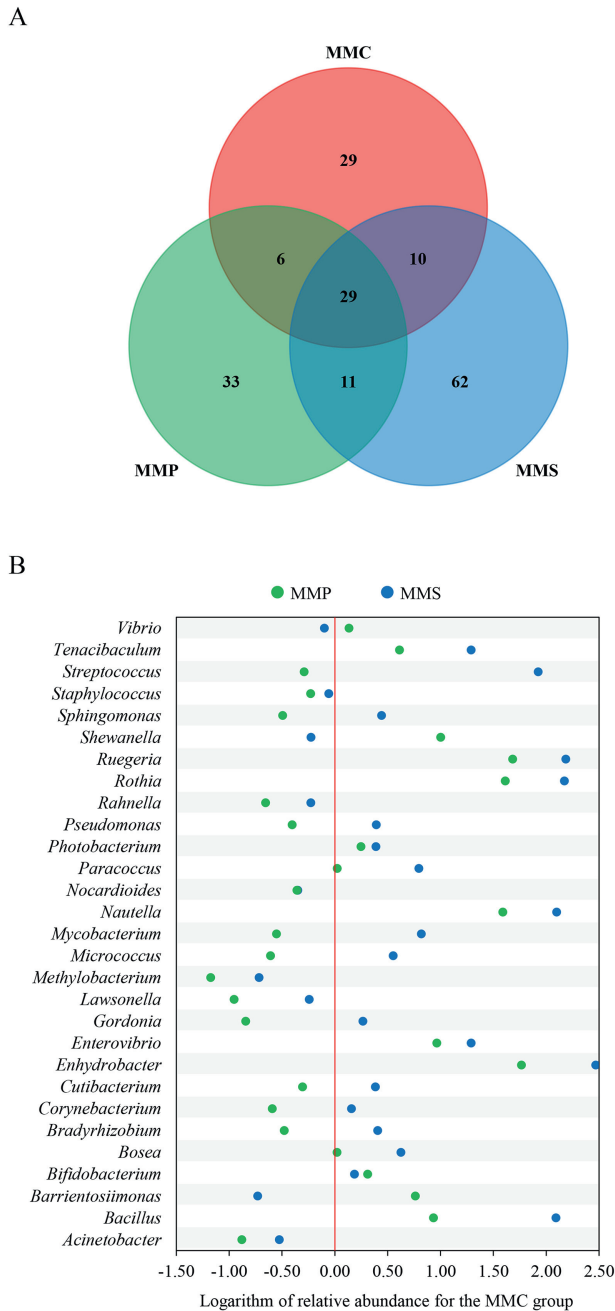 A
MMC
29
6
10
29
33
11
62
MMP
MMS
B
MMP MMS
Vibrio
Tenacibaculum
Streptococcus
Staphylococcus
Sphingomonas
Shewanella
Ruegeria
Rothia
Rahnella
Pseudomonas
Photobacterium
Paracoccus
Nocardioides
Nautella
Mycobacterium
Micrococcus
Methylobacterium
Lawsonella
Gordonia
Enterovibrio
Enhydrobacter
Cutibacterium
Corynebacterium
Bradyrhizobium
Bosea
Bifidobacterium
Barrientosiimonas
Bacillus
Acinetobacter
-1.50 -1.00 -0.50 0.00 0.50 1.00 1.50 2.00 2.50
Logarithm of relative abundance for the MMC group